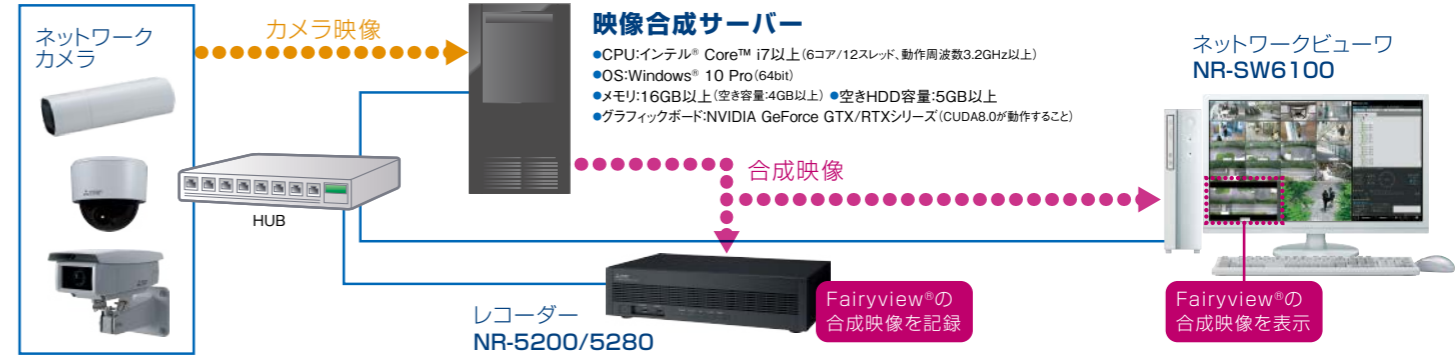 ネットワーク
カメラ
カメラ映像
映像合成サーバー
●CPU:インテル® Core™ i7以上(6コア/12スレッド、動作周波数3.2GHz以上)
●OS:Windows® 10 Pro(64bit)
●メモリ:16GB以上(空き容量:4GB以上) ●空きHDD容量:5GB以上
●グラフィックボード:NVIDIA GeForce GTX/RTXシリーズ(CUDA8.0が動作すること)
ネットワークビューワ
NR-SW6100
合成映像
HUB
レコーダー
NR-5200/5280
Fairyview®の
合成映像を記録
Fairyview®の
合成映像を表示